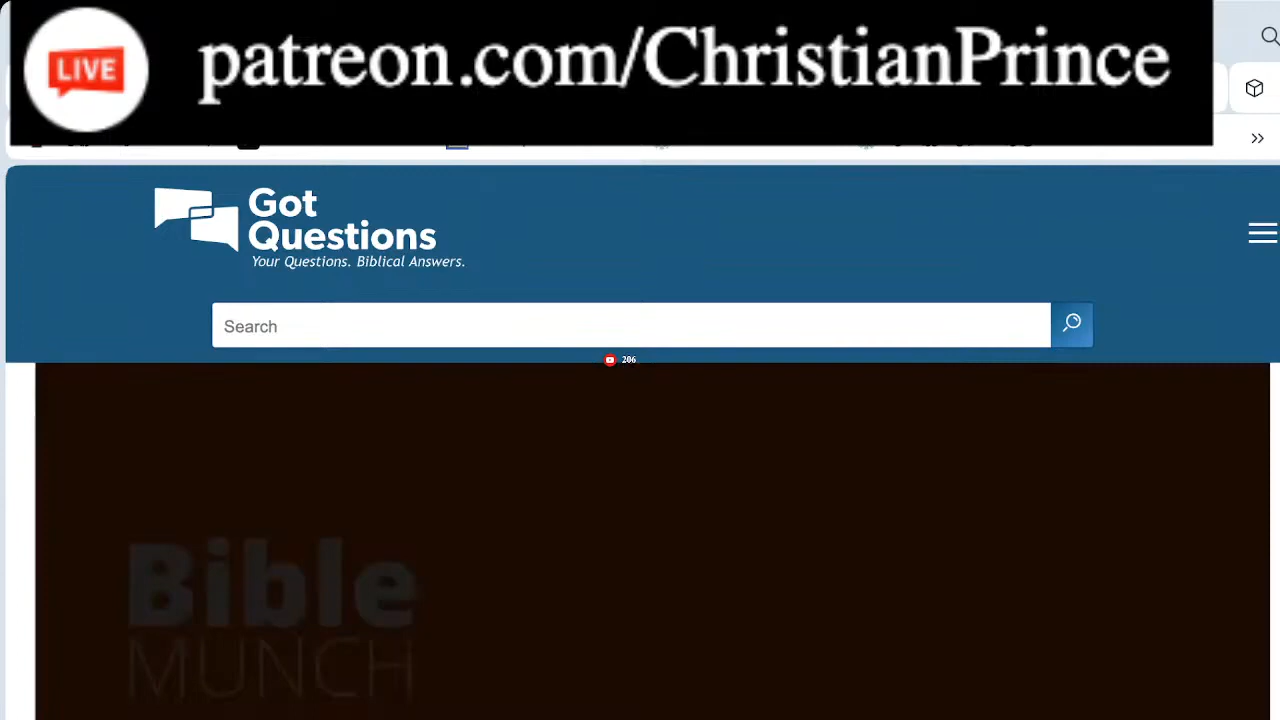 LIVE
patreon.com/ChristianPrince
Got
Questions
Your Questions. Biblical Answers.
Search
206
Bible
MUNCH